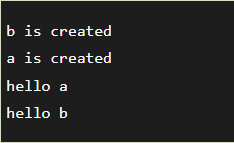 b is created
a is created
hello a
hello b